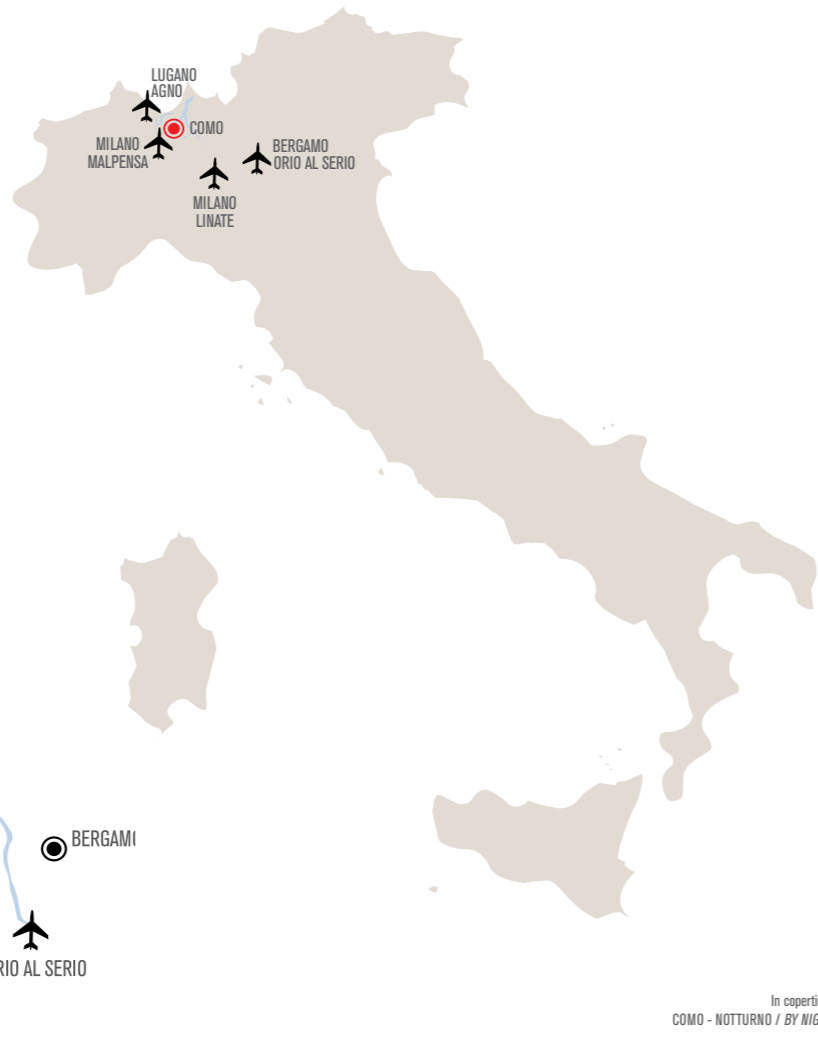 LUGANO
AGNO
COMO
MILANO
MALPENSA
BERGAMO
ORIO AL SERIO
MILANO
LINATE
BERGAM
RIO AL SERIO
In coperti
COMO - NOTTURNO / BY NIG